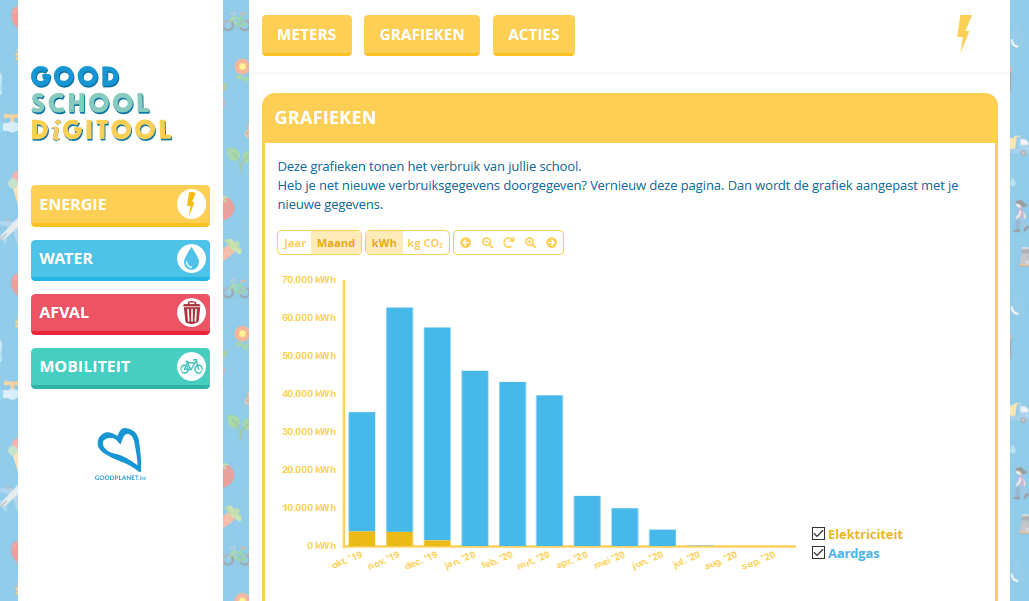 METERS
GRAFIEKEN
ACTIES
GOOD
SCHOOL
DiGITOOL
ENERGIE
WATER
AFVAL
MOBILITEIT
GOODPLANET.be
GRAFIEKEN
Deze grafieken tonen het verbruik van jullie school.
Heb je net nieuwe verbruiksgegevens doorgegeven? Vernieuw deze pagina. Dan wordt de grafiek aangepast met je
nieuwe gegevens.
Jaar Maand kWh kg CO₂
70.000 kWh
60.000 kWh
50.000 kWh
40.000 kWh
30.000 kWh
20.000 kWh
10.000 kWh
0 kWh
okt. '19 nov. '19 dec. '19 jan. '20 feb. '20 mrt. '20 apr. '20 mei '20 jun. '20 jul. '20 aug. '20 sep. '20
Elektriciteit
Aardgas